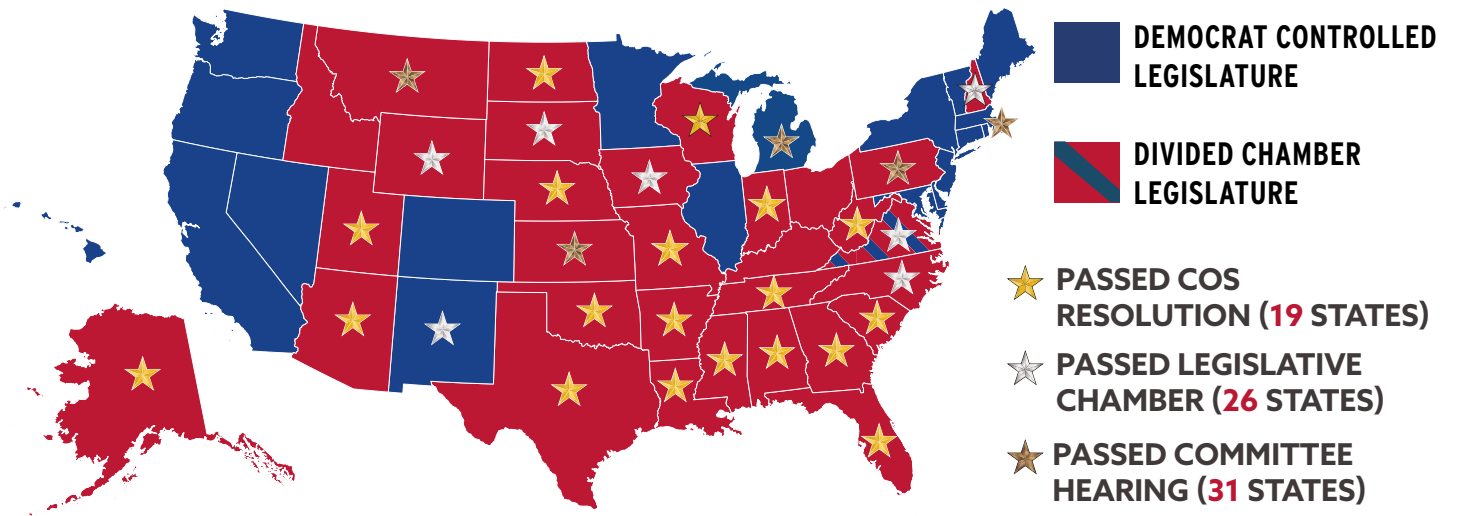 DEMOCRAT CONTROLLED
LEGISLATURE
DIVIDED CHAMBER
LEGISLATURE
PASSED COS
RESOLUTION (19 STATES)
PASSED LEGISLATIVE
CHAMBER (26 STATES)
PASSED COMMITTEE
HEARING (31 STATES)